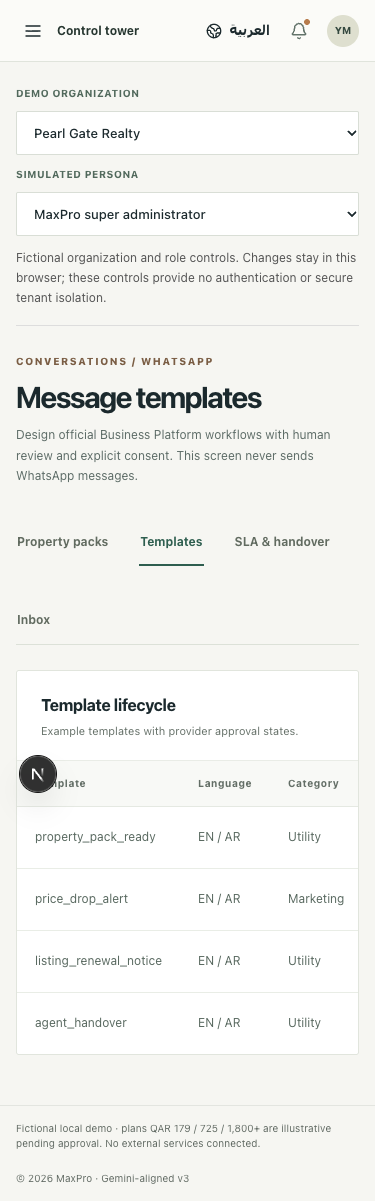 Control tower
العربية
YM
DEMO ORGANIZATION
Pearl Gate Realty
SIMULATED PERSONA
MaxPro super administrator
Fictional organization and role controls. Changes stay in this
browser; these controls provide no authentication or secure
tenant isolation.
CONVERSATIONS / WHATSAPP
Message templates
Design official Business Platform workflows with human
review and explicit consent. This screen never sends
WhatsApp messages.
Property packs Templates SLA & handover
Inbox
Template lifecycle
Example templates with provider approval states.
N
Language Category
property_pack_ready EN / AR Utility
price_drop_alert EN / AR Marketing
listing_renewal_notice EN / AR Utility
agent_handover EN / AR Utility
Fictional local demo · plans QAR 179 / 725 / 1,800+ are illustrative
pending approval. No external services connected.
© 2026 MaxPro · Gemini-aligned v3